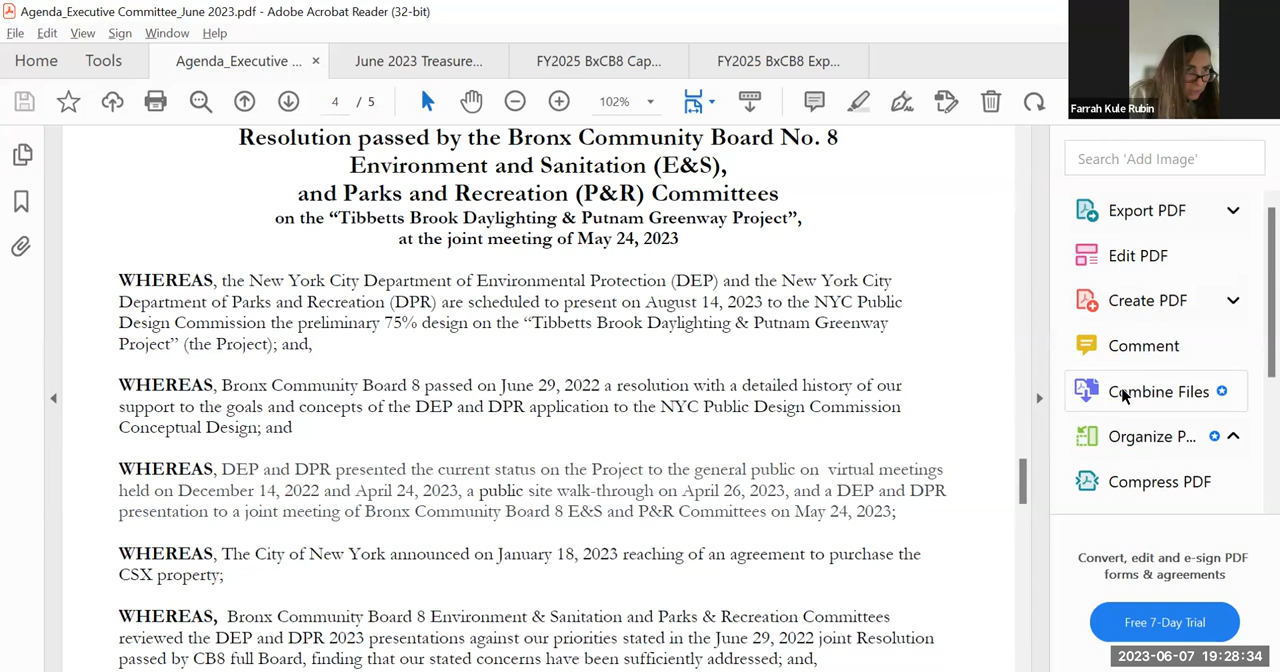 Agenda_Executive Committee_June 2023.pdf - Adobe Acrobat Reader (32-bit)
File Edit View Sign Window Help
Home Tools Agenda_Executive ... × June 2023 Treasure... FY2025 BxCB8 Cap... FY2025 BxCB8 Exp...
4 / 5 102%
Farrah Kule Rubin
Resolution passed by the Bronx Community Board No. 8
Environment and Sanitation (E&S),
and Parks and Recreation (P&R) Committees
on the “Tibbetts Brook Daylighting & Putnam Greenway Project”,
at the joint meeting of May 24, 2023
WHEREAS, the New York City Department of Environmental Protection (DEP) and the New York City
Department of Parks and Recreation (DPR) are scheduled to present on August 14, 2023 to the NYC Public
Design Commission the preliminary 75% design on the “Tibbetts Brook Daylighting & Putnam Greenway
Project” (the Project); and,
WHEREAS, Bronx Community Board 8 passed on June 29, 2022 a resolution with a detailed history of our
support to the goals and concepts of the DEP and DPR application to the NYC Public Design Commission
Conceptual Design; and
WHEREAS, DEP and DPR presented the current status on the Project to the general public on virtual meetings
held on December 14, 2022 and April 24, 2023, a public site walk-through on April 26, 2023, and a DEP and DPR
presentation to a joint meeting of Bronx Community Board 8 E&S and P&R Committees on May 24, 2023;
WHEREAS, The City of New York announced on January 18, 2023 reaching of an agreement to purchase the
CSX property;
WHEREAS, Bronx Community Board 8 Environment & Sanitation and Parks & Recreation Committees
reviewed the DEP and DPR 2023 presentations against our priorities stated in the June 29, 2022 joint Resolution
passed by CB8 full Board, finding that our stated concerns have been sufficiently addressed; and,
Search 'Add Image'
Export PDF
Edit PDF
Create PDF
Comment
Combine Files
Organize P...
Compress PDF
Convert, edit and e-sign PDF
forms & agreements
Free 7-Day Trial
2023-06-07 19:28:34